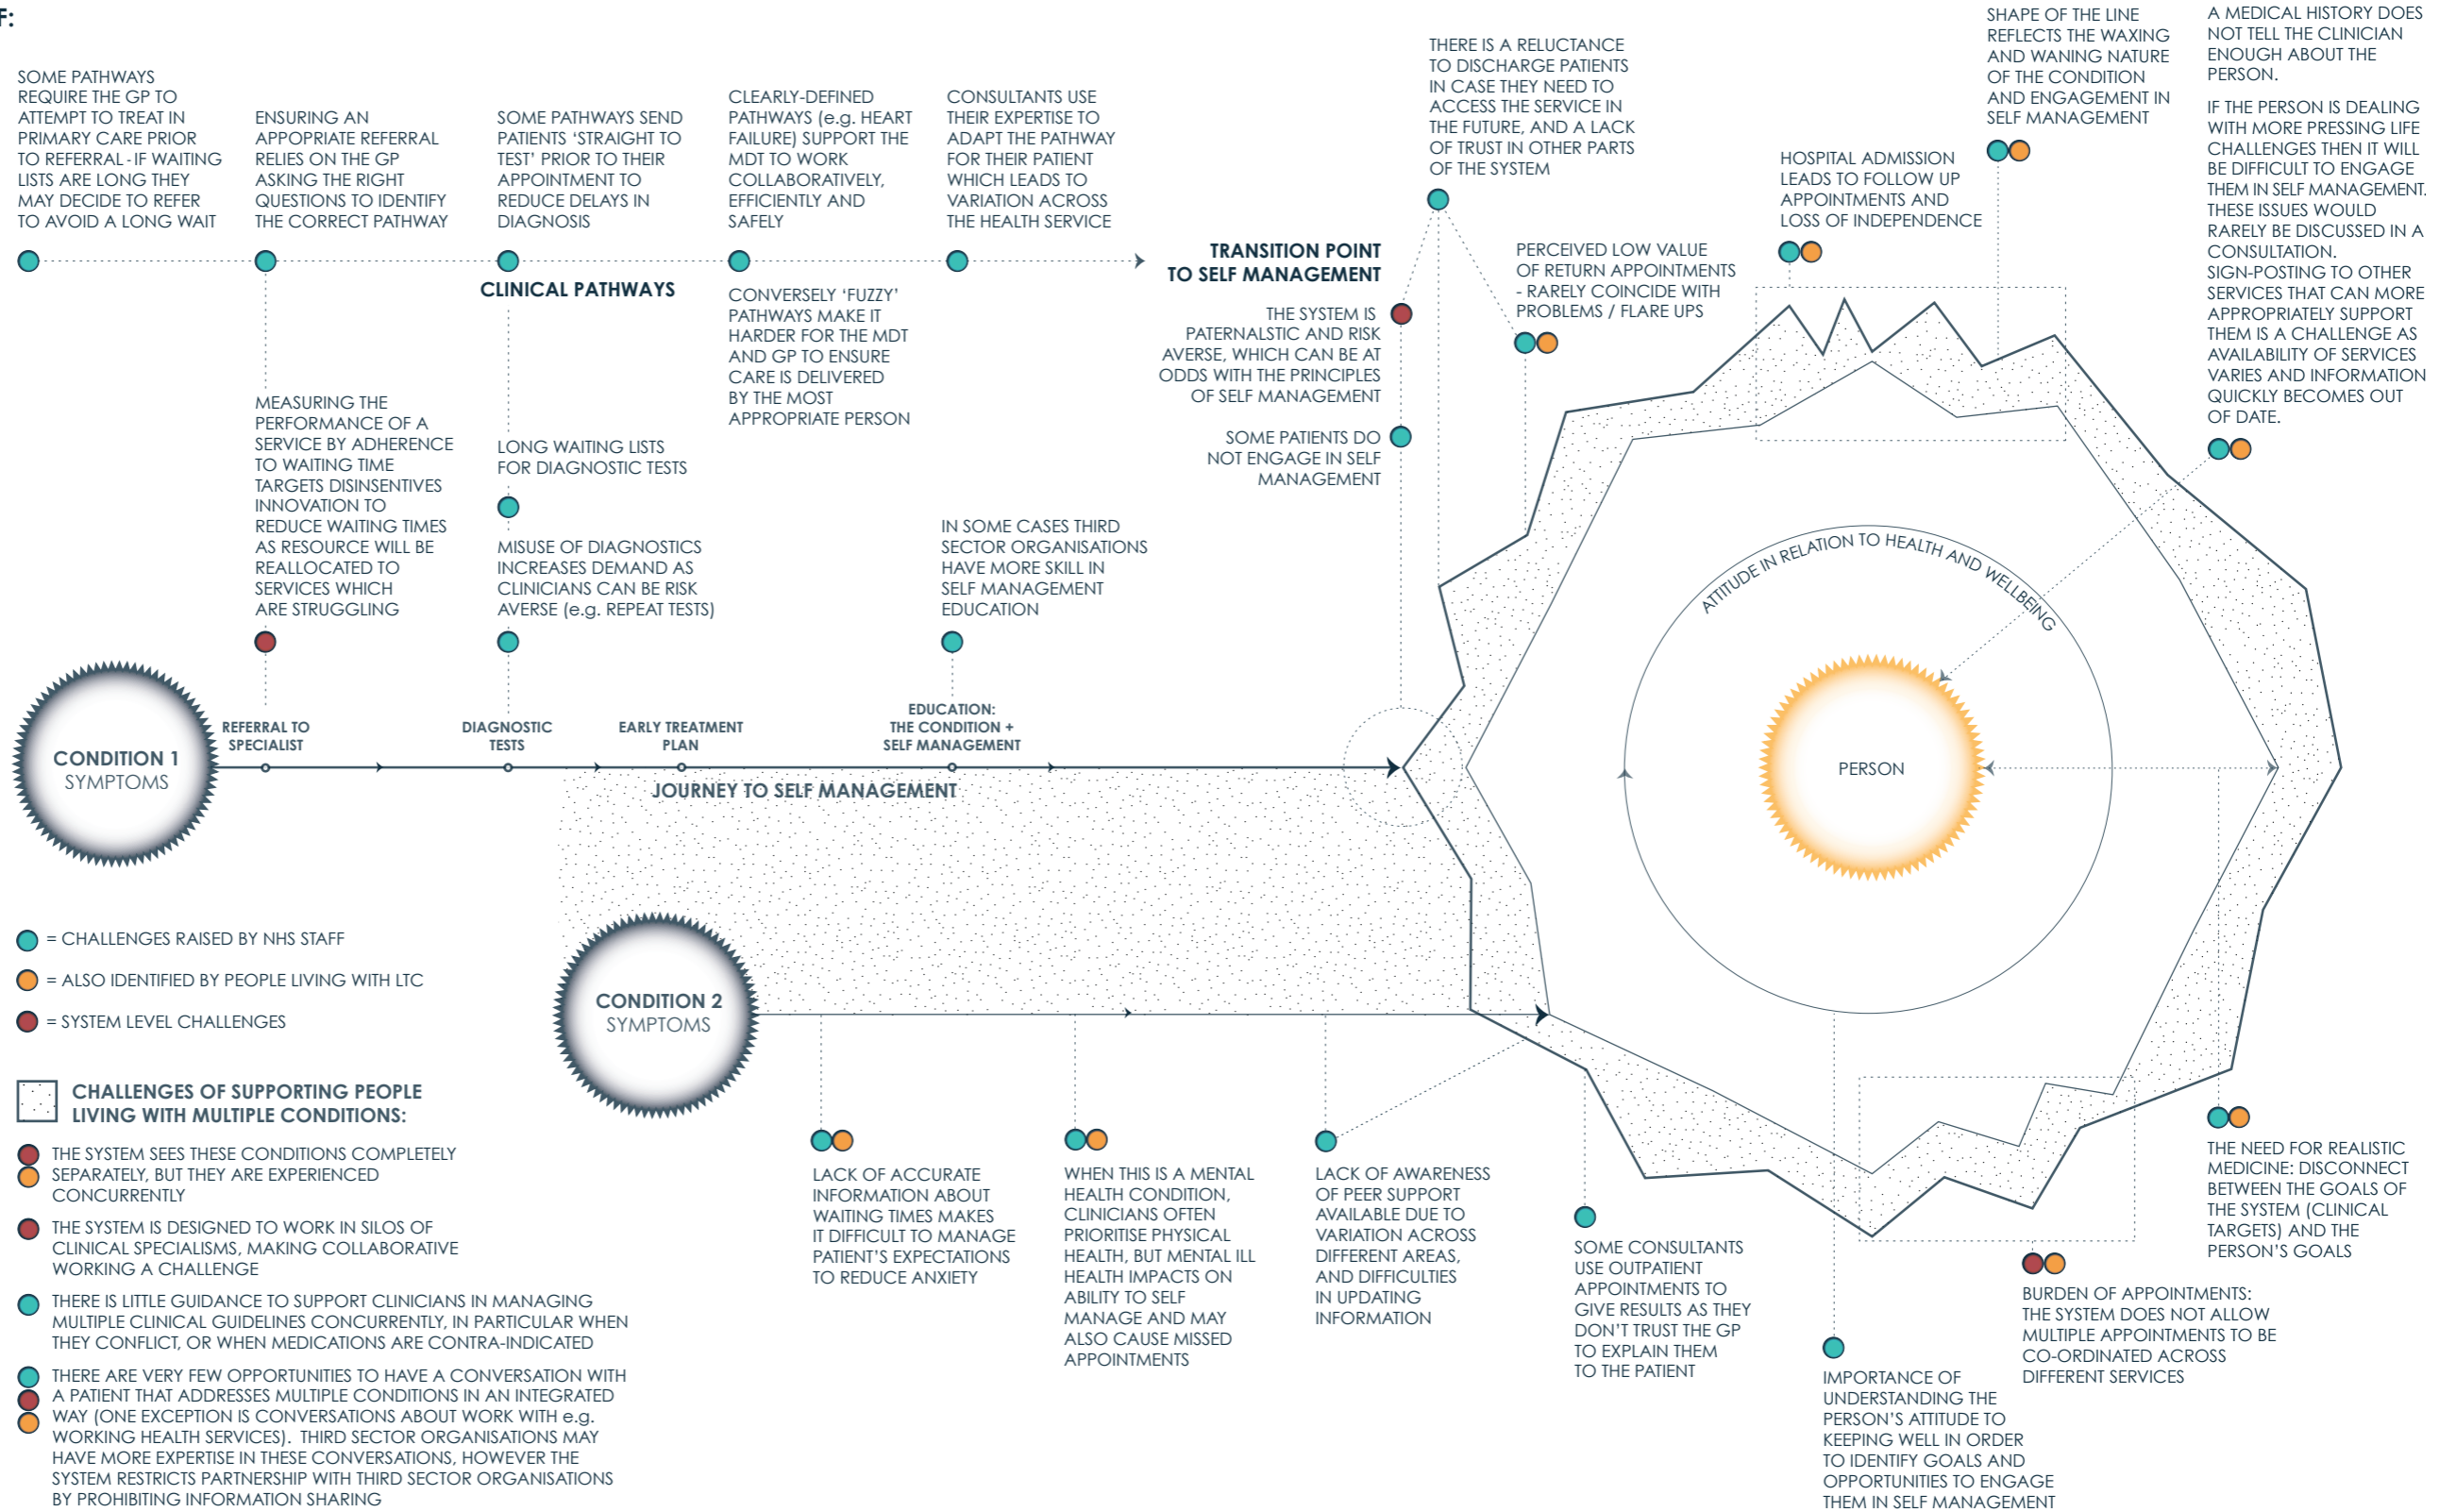 F:
SOME PATHWAYS
REQUIRE THE GP TO
ATTEMPT TO TREAT IN
PRIMARY CARE PRIOR
TO REFERRAL - IF WAITING
LISTS ARE LONG THEY
MAY DECIDE TO REFER
TO AVOID A LONG WAIT
ENSURING AN
APPOPRIATE REFERRAL
RELIES ON THE GP
ASKING THE RIGHT
QUESTIONS TO IDENTIFY
THE CORRECT PATHWAY
SOME PATHWAYS SEND
PATIENTS ‘STRAIGHT TO
TEST’ PRIOR TO THEIR
APPOINTMENT TO
REDUCE DELAYS IN
DIAGNOSIS
CLEARLY-DEFINED
PATHWAYS (e.g. HEART
FAILURE) SUPPORT THE
MDT TO WORK
COLLABORATIVELY,
EFFICIENTLY AND
SAFELY
CONSULTANTS USE
THEIR EXPERTISE TO
ADAPT THE PATHWAY
FOR THEIR PATIENT
WHICH LEADS TO
VARIATION ACROSS
THE HEALTH SERVICE
CLINICAL PATHWAYS
CONVERSELY ‘FUZZY’
PATHWAYS MAKE IT
HARDER FOR THE MDT
AND GP TO ENSURE
CARE IS DELIVERED
BY THE MOST
APPROPRIATE PERSON
MEASURING THE
PERFORMANCE OF A
SERVICE BY ADHERENCE
TO WAITING TIME
TARGETS DISINSENTIVES
INNOVATION TO
REDUCE WAITING TIMES
AS RESOURCE WILL BE
REALLOCATED TO
SERVICES WHICH
ARE STRUGGLING
LONG WAITING LISTS
FOR DIAGNOSTIC TESTS
MISUSE OF DIAGNOSTICS
INCREASES DEMAND AS
CLINICIANS CAN BE RISK
AVERSE (e.g. REPEAT TESTS)
IN SOME CASES THIRD
SECTOR ORGANISATIONS
HAVE MORE SKILL IN
SELF MANAGEMENT
EDUCATION
TRANSITION POINT
TO SELF MANAGEMENT
THE SYSTEM IS
PATERNALSTIC AND RISK
AVERSE, WHICH CAN BE AT
ODDS WITH THE PRINCIPLES
OF SELF MANAGEMENT
SOME PATIENTS DO
NOT ENGAGE IN SELF
MANAGEMENT
THERE IS A RELUCTANCE
TO DISCHARGE PATIENTS
IN CASE THEY NEED TO
ACCESS THE SERVICE IN
THE FUTURE, AND A LACK
OF TRUST IN OTHER PARTS
OF THE SYSTEM
PERCEIVED LOW VALUE
OF RETURN APPOINTMENTS
- RARELY COINCIDE WITH
PROBLEMS / FLARE UPS
HOSPITAL ADMISSION
LEADS TO FOLLOW UP
APPOINTMENTS AND
LOSS OF INDEPENDENCE
SHAPE OF THE LINE
REFLECTS THE WAXING
AND WANING NATURE
OF THE CONDITION
AND ENGAGEMENT IN
SELF MANAGEMENT
A MEDICAL HISTORY DOES
NOT TELL THE CLINICIAN
ENOUGH ABOUT THE
PERSON.
IF THE PERSON IS DEALING
WITH MORE PRESSING LIFE
CHALLENGES THEN IT WILL
BE DIFFICULT TO ENGAGE
THEM IN SELF MANAGEMENT.
THESE ISSUES WOULD
RARELY BE DISCUSSED IN A
CONSULTATION.
SIGN-POSTING TO OTHER
SERVICES THAT CAN MORE
APPROPRIATELY SUPPORT
THEM IS A CHALLENGE AS
AVAILABILITY OF SERVICES
VARIES AND INFORMATION
QUICKLY BECOMES OUT
OF DATE.
CONDITION 1
SYMPTOMS
REFERRAL TO
SPECIALIST
DIAGNOSTIC
TESTS
EARLY TREATMENT
PLAN
EDUCATION:
THE CONDITION +
SELF MANAGEMENT
JOURNEY TO SELF MANAGEMENT
ATTITUDE IN RELATION TO HEALTH AND WELLBEING
PERSON
CONDITION 2
SYMPTOMS
= CHALLENGES RAISED BY NHS STAFF
= ALSO IDENTIFIED BY PEOPLE LIVING WITH LTC
= SYSTEM LEVEL CHALLENGES
CHALLENGES OF SUPPORTING PEOPLE
LIVING WITH MULTIPLE CONDITIONS:
THE SYSTEM SEES THESE CONDITIONS COMPLETELY
SEPARATELY, BUT THEY ARE EXPERIENCED
CONCURRENTLY
THE SYSTEM IS DESIGNED TO WORK IN SILOS OF
CLINICAL SPECIALISMS, MAKING COLLABORATIVE
WORKING A CHALLENGE
THERE IS LITTLE GUIDANCE TO SUPPORT CLINICIANS IN MANAGING
MULTIPLE CLINICAL GUIDELINES CONCURRENTLY, IN PARTICULAR WHEN
THEY CONFLICT, OR WHEN MEDICATIONS ARE CONTRA-INDICATED
THERE ARE VERY FEW OPPORTUNITIES TO HAVE A CONVERSATION WITH
A PATIENT THAT ADDRESSES MULTIPLE CONDITIONS IN AN INTEGRATED
WAY (ONE EXCEPTION IS CONVERSATIONS ABOUT WORK WITH e.g.
WORKING HEALTH SERVICES). THIRD SECTOR ORGANISATIONS MAY
HAVE MORE EXPERTISE IN THESE CONVERSATIONS, HOWEVER THE
SYSTEM RESTRICTS PARTNERSHIP WITH THIRD SECTOR ORGANISATIONS
BY PROHIBITING INFORMATION SHARING
LACK OF ACCURATE
INFORMATION ABOUT
WAITING TIMES MAKES
IT DIFFICULT TO MANAGE
PATIENT’S EXPECTATIONS
TO REDUCE ANXIETY
WHEN THIS IS A MENTAL
HEALTH CONDITION,
CLINICIANS OFTEN
PRIORITISE PHYSICAL
HEALTH, BUT MENTAL ILL
HEALTH IMPACTS ON
ABILITY TO SELF
MANAGE AND MAY
ALSO CAUSE MISSED
APPOINTMENTS
LACK OF AWARENESS
OF PEER SUPPORT
AVAILABLE DUE TO
VARIATION ACROSS
DIFFERENT AREAS,
AND DIFFICULTIES
IN UPDATING
INFORMATION
SOME CONSULTANTS
USE OUTPATIENT
APPOINTMENTS TO
GIVE RESULTS AS THEY
DON’T TRUST THE GP
TO EXPLAIN THEM
TO THE PATIENT
IMPORTANCE OF
UNDERSTANDING THE
PERSON’S ATTITUDE TO
KEEPING WELL IN ORDER
TO IDENTIFY GOALS AND
OPPORTUNITIES TO ENGAGE
THEM IN SELF MANAGEMENT
BURDEN OF APPOINTMENTS:
THE SYSTEM DOES NOT ALLOW
MULTIPLE APPOINTMENTS TO BE
CO-ORDINATED ACROSS
DIFFERENT SERVICES
THE NEED FOR REALISTIC
MEDICINE: DISCONNECT
BETWEEN THE GOALS OF
THE SYSTEM (CLINICAL
TARGETS) AND THE
PERSON’S GOALS